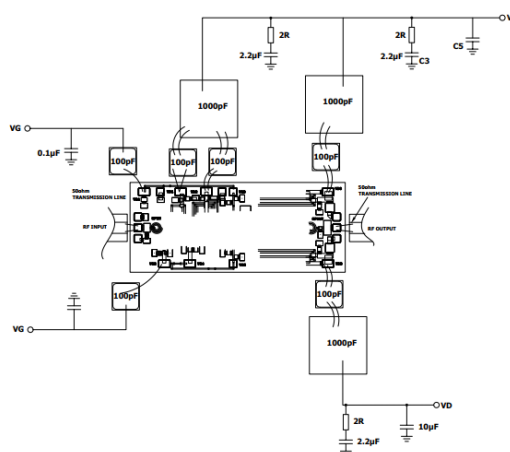 V
2R
2R
C5
2.2µF
2.2µF
C3
1000pF
1000pF
VG
0.1µF
100pF
100pF
100pF
100pF
50ohm
TRANSMISSION LINE
50ohm
TRANSMISSION LINE
RF INPUT
RF OUTPUT
100pF
100pF
VG
1000pF
VD
2R
10µF
2.2µF